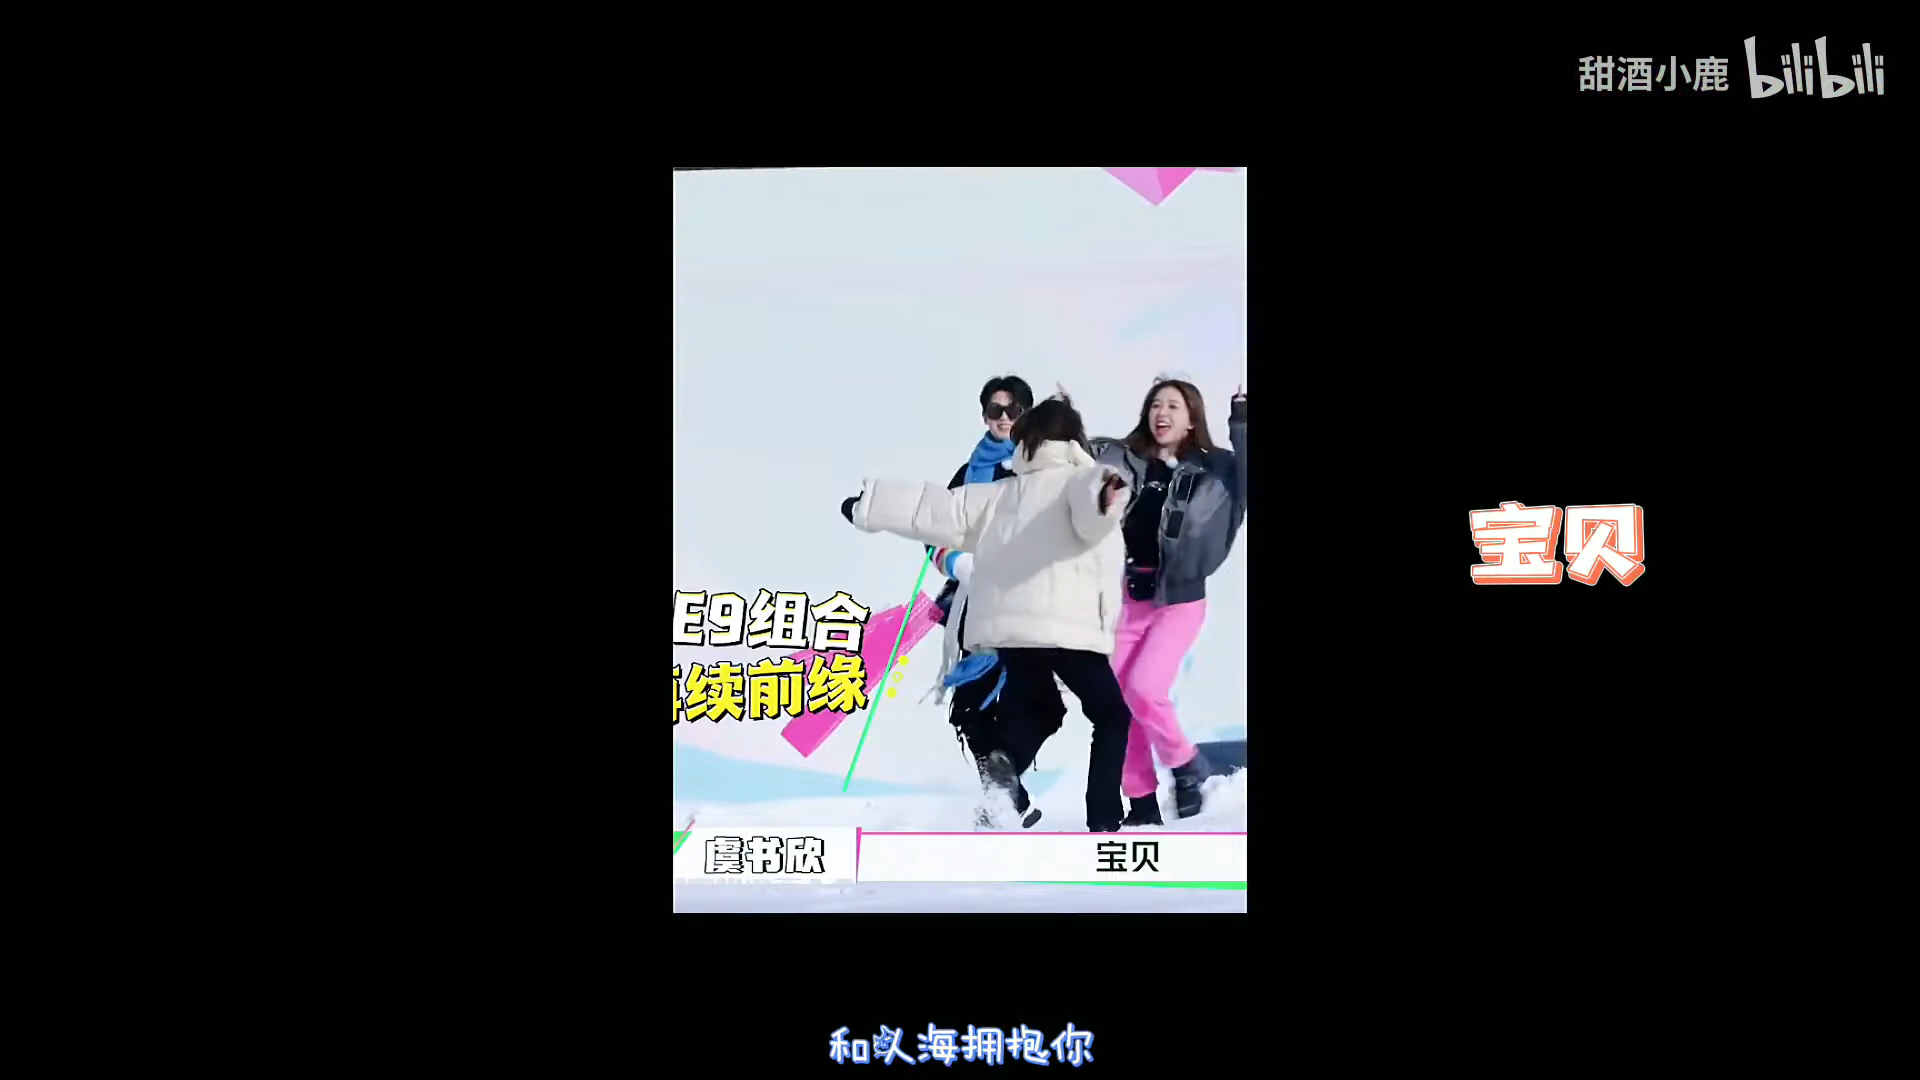 甜酒小鹿 bilibili
宝贝
E9组合
续前缘
虞书欣 宝贝
和人海拥抱你